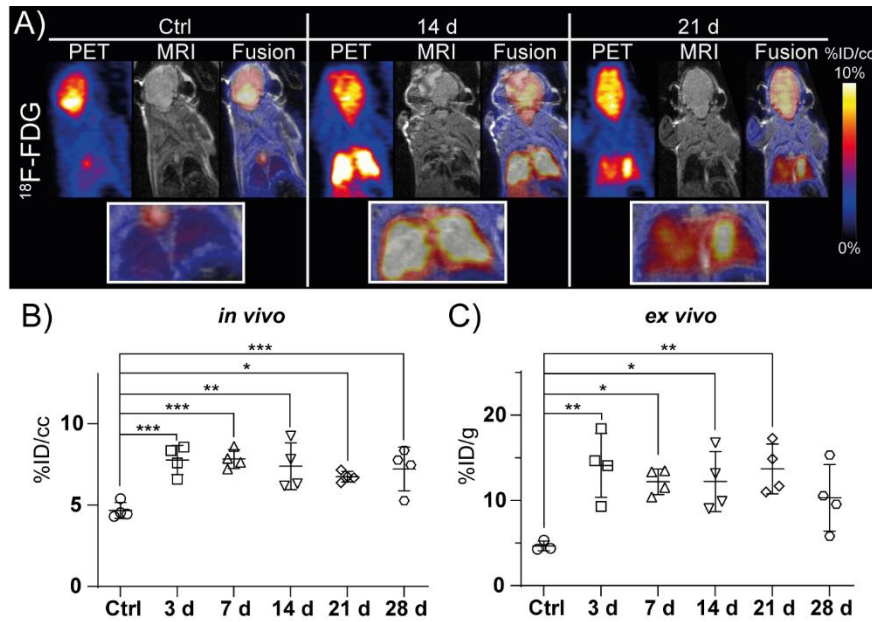 A)
Ctrl 14 d 21 d
PET MRI Fusion PET MRI Fusion PET MRI Fusion
%ID/cc
10%
¹⁸F-FDG
0%
B) in vivo
***
*
**
***
***
10
5
0
%ID/cc
Ctrl 3 d 7 d 14 d 21 d 28 d
C) ex vivo
**
*
*
**
20
15
10
5
0
%ID/g
Ctrl 3 d 7 d 14 d 21 d 28 d